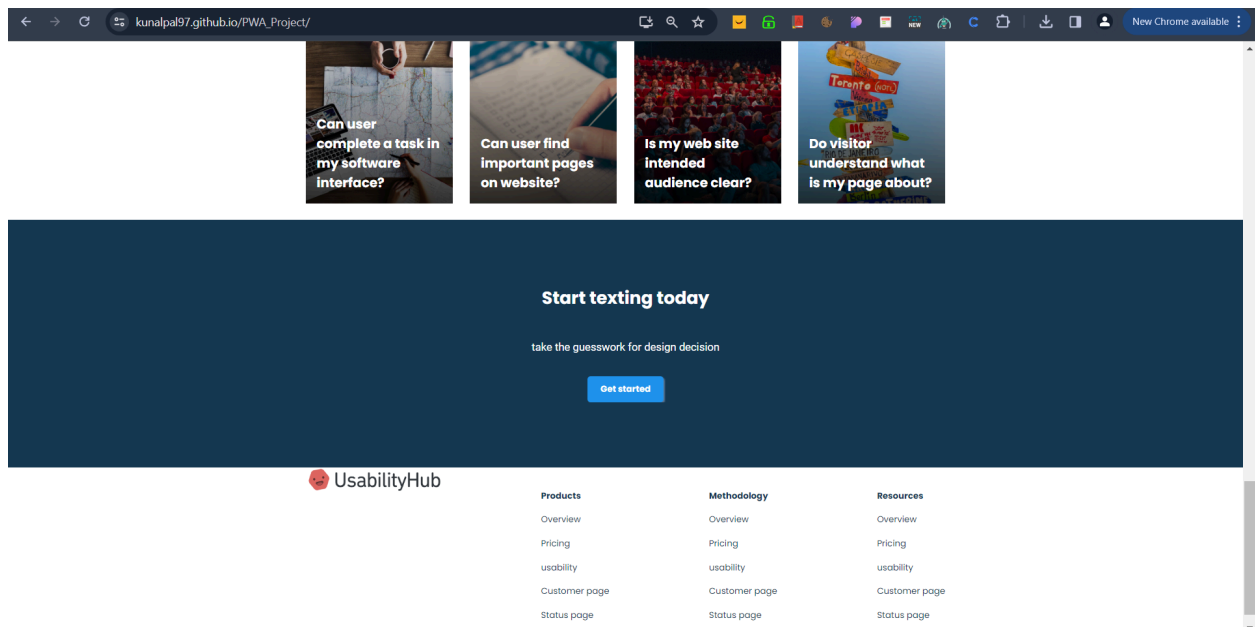 kunalpal97.github.io/PWA_Project/
NEW
New Chrome available
Toronto
Can user
complete a task in
my software
interface?
Can user find
important pages
on website?
Is my web site
intended
audience clear?
Do visitor
understand what
is my page about?
Start texting today
take the guesswork for design decision
Get started
UsabilityHub
Products
Overview
Pricing
usability
Customer page
Status page
Methodology
Overview
Pricing
usability
Customer page
Status page
Resources
Overview
Pricing
usability
Customer page
Status page